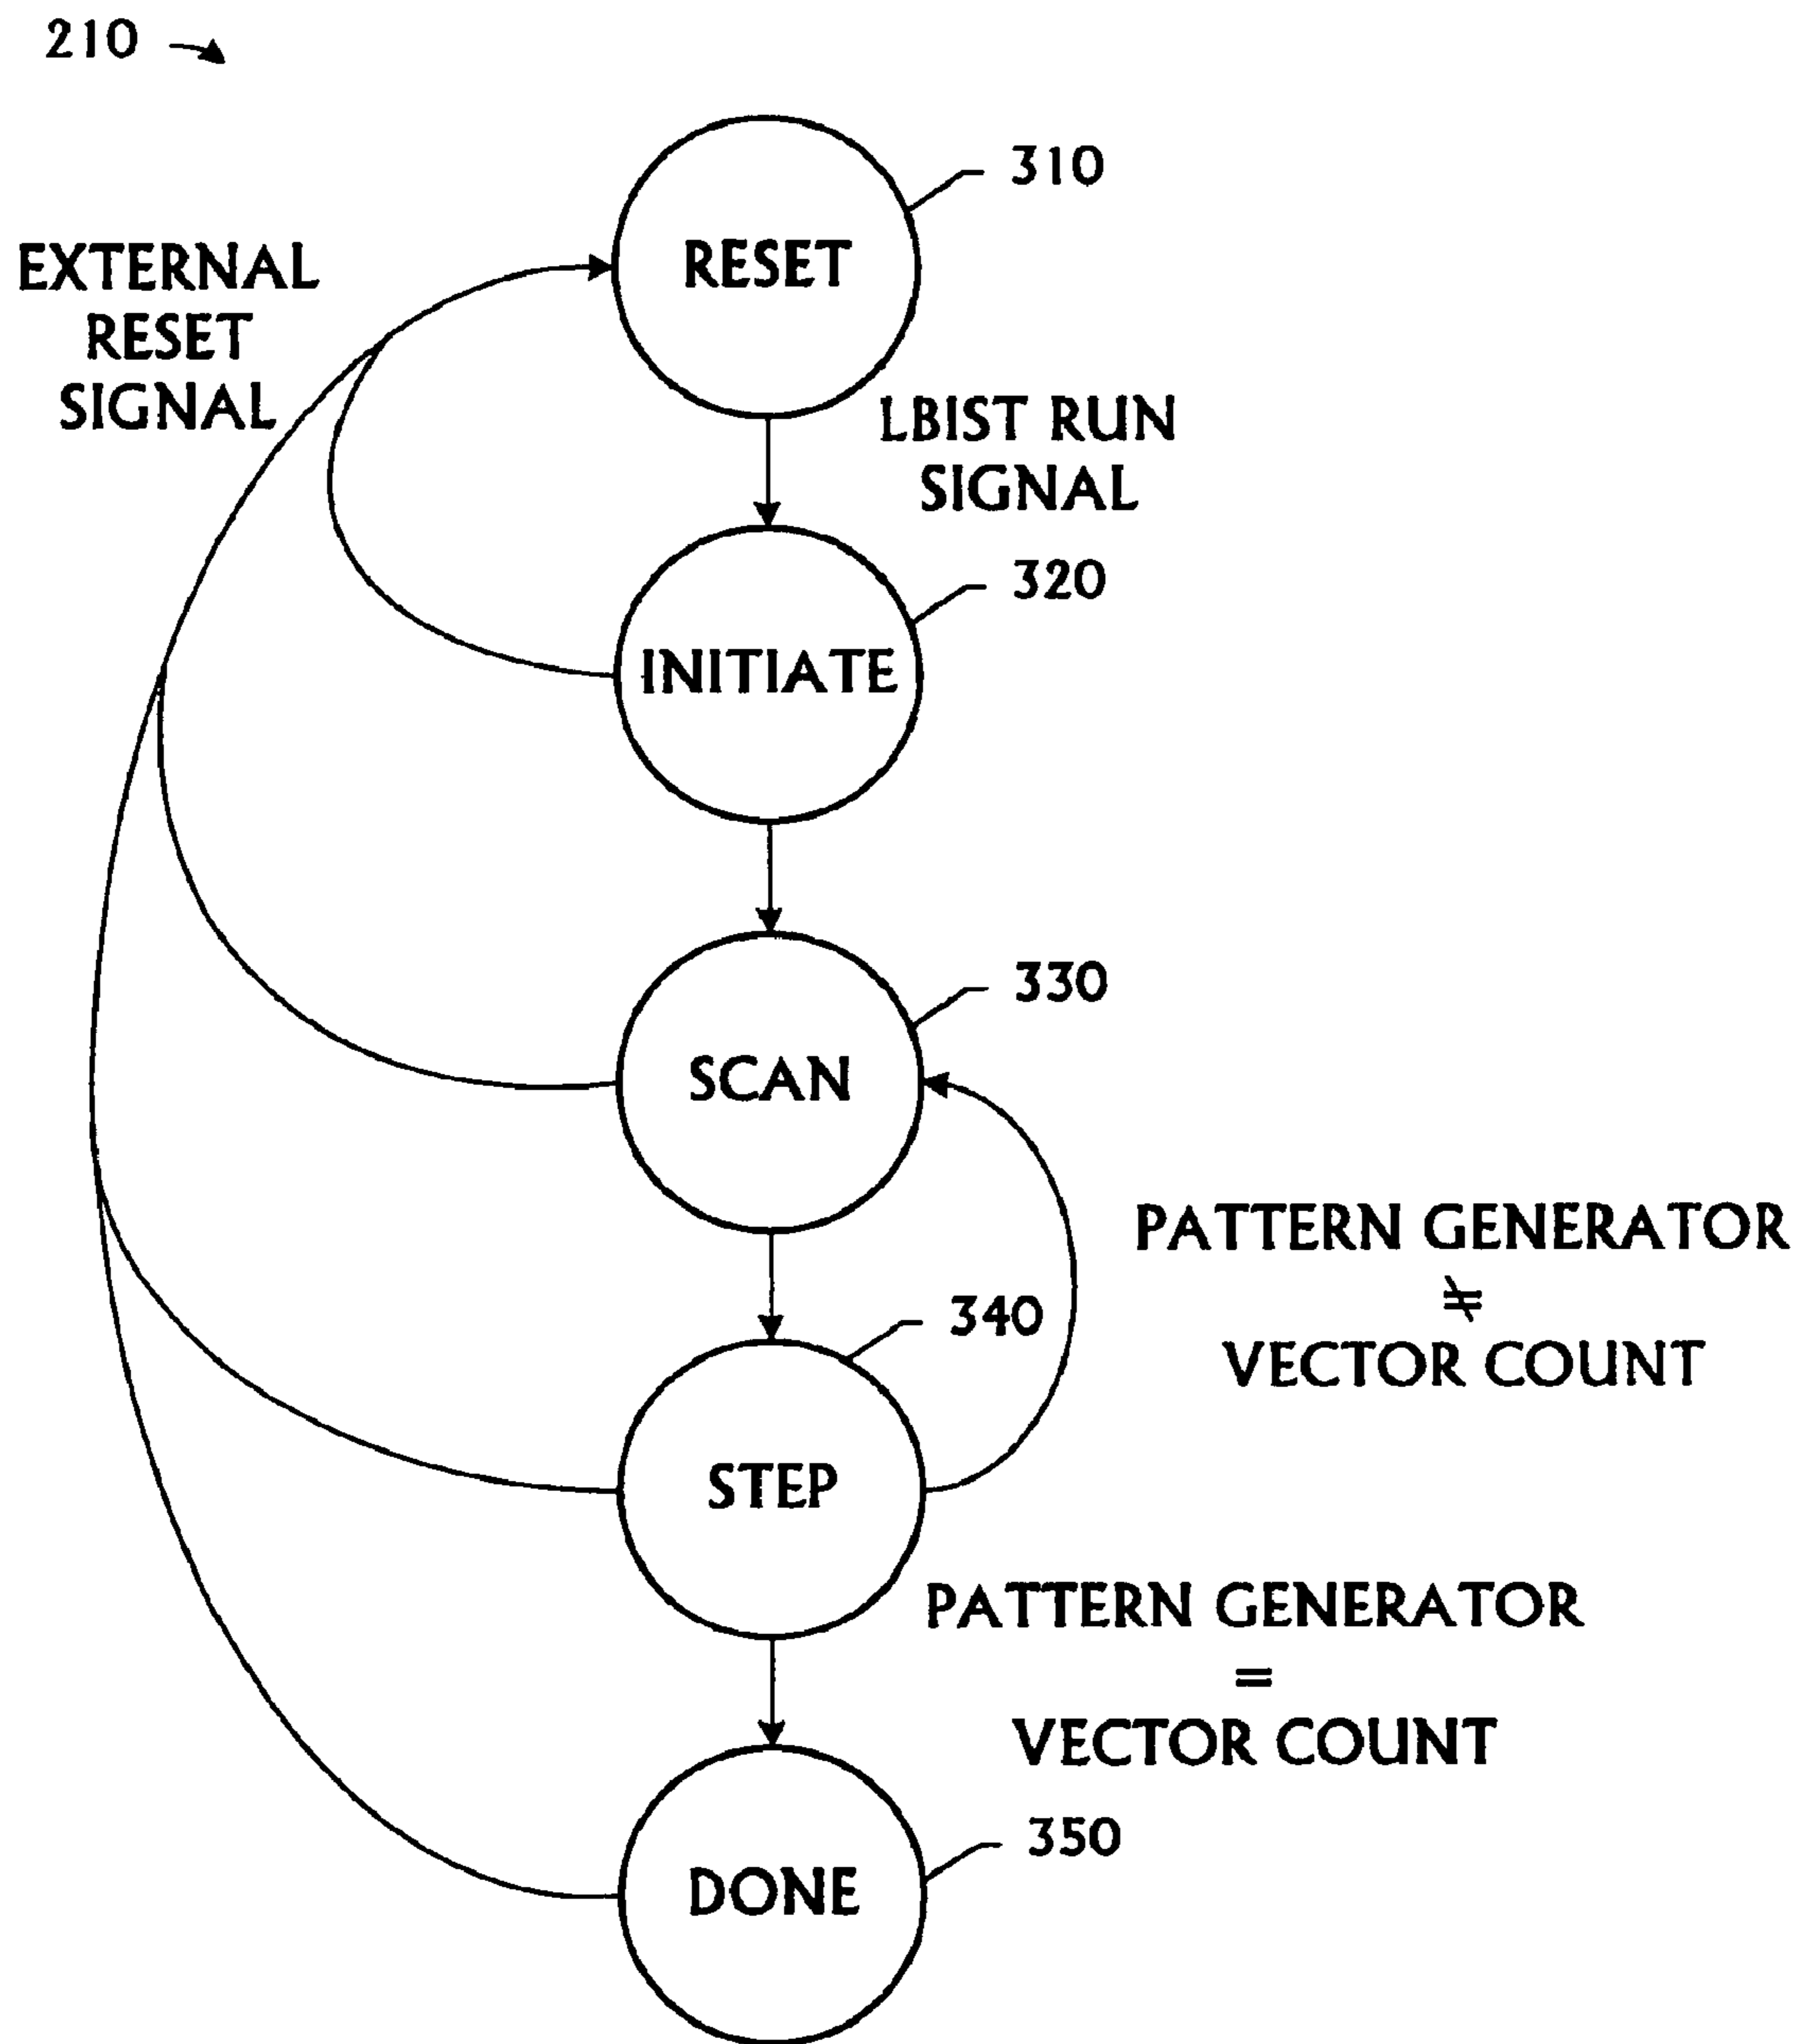 210
310
RESET
EXTERNAL
RESET
SIGNAL
LBIST RUN
SIGNAL
320
INITIATE
330
SCAN
PATTERN GENERATOR
≠
VECTOR COUNT
340
STEP
PATTERN GENERATOR
=
VECTOR COUNT
350
DONE